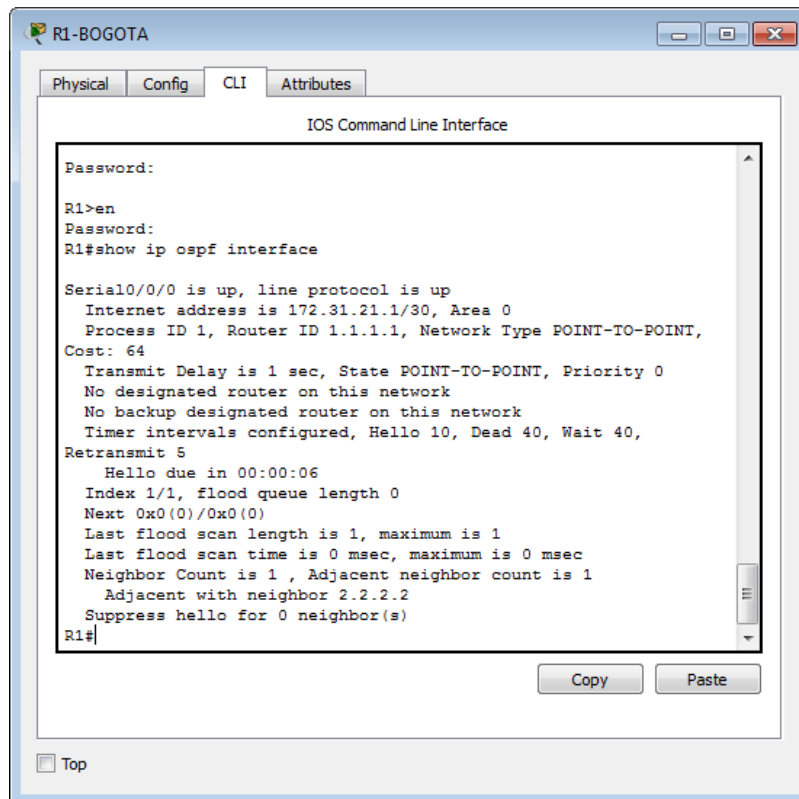 R1-BOGOTA
Physical Config CLI Attributes
IOS Command Line Interface
Password:
R1>en
Password:
R1#show ip ospf interface
Serial0/0/0 is up, line protocol is up
Internet address is 172.31.21.1/30, Area 0
Process ID 1, Router ID 1.1.1.1, Network Type POINT-TO-POINT,
Cost: 64
Transmit Delay is 1 sec, State POINT-TO-POINT, Priority 0
No designated router on this network
No backup designated router on this network
Timer intervals configured, Hello 10, Dead 40, Wait 40,
Retransmit 5
Hello due in 00:00:06
Index 1/1, flood queue length 0
Next 0x0(0)/0x0(0)
Last flood scan length is 1, maximum is 1
Last flood scan time is 0 msec, maximum is 0 msec
Neighbor Count is 1 , Adjacent neighbor count is 1
Adjacent with neighbor 2.2.2.2
Suppress hello for 0 neighbor(s)
R1#
Copy Paste
Top